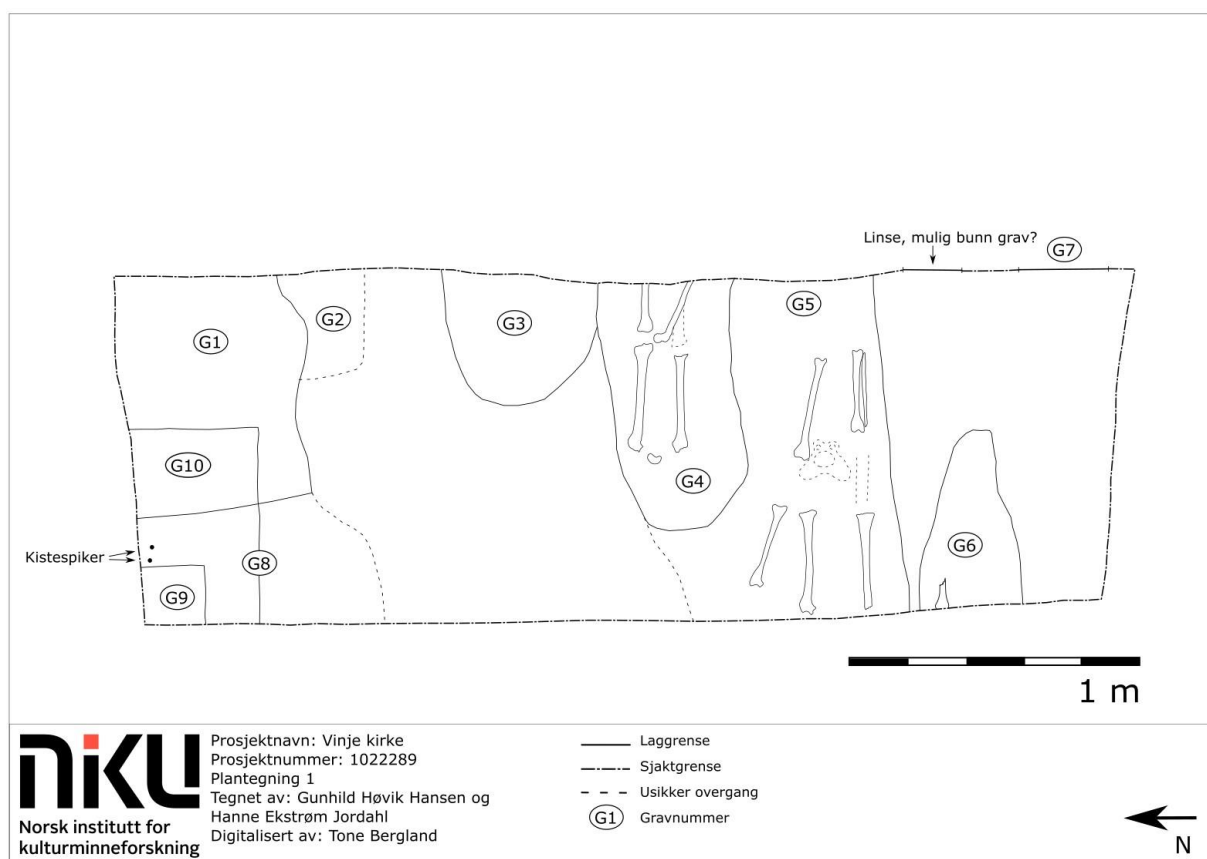 Linse, mulig bunn grav?
G7
G5
G2
G3
G1
G10
G4
G6
Kistespiker
G8
G9
1 m
NIKU
Norsk institutt for
kulturminneforskning
Prosjektnavn: Vinje kirke
Prosjektnummer: 1022289
Plantegning 1
Tegnet av: Gunhild Høvik Hansen og
Hanne Ekstrøm Jordahl
Digitalisert av: Tone Bergland
Laggrense
Sjaktgrense
Usikker overgang
G1 Gravnummer
N